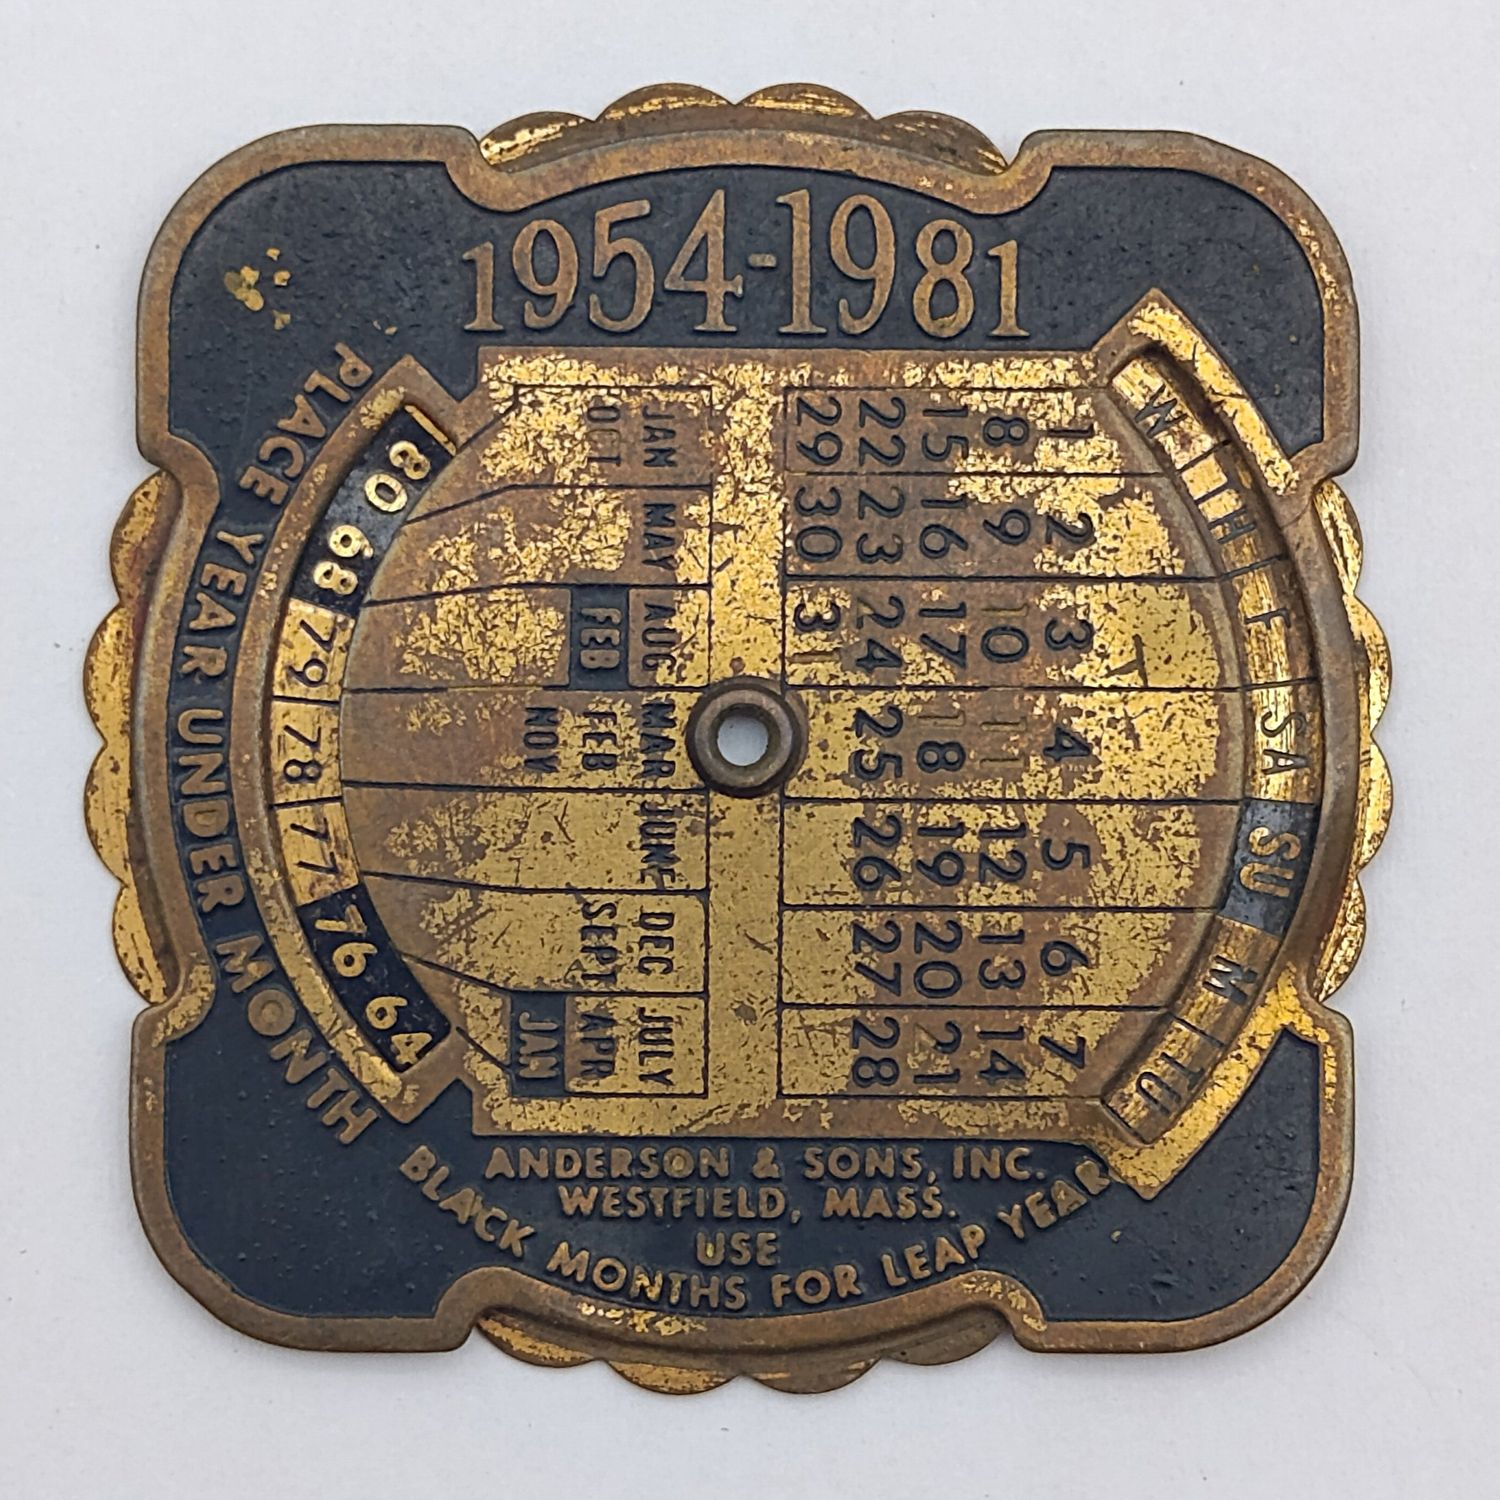 1954-1981
PLACE YEAR UNDER MONTH
W TH F SA SU M TU
1 2 3 4 5 6 7
8 9 10 11 12 13 14
15 16 17 18 19 20 21
22 23 24 25 26 27 28
29 30 31
JAN MAY AUG MAR JUNE DEC JULY
OCT FEB FEB SEPT APR
NOV JAN
80 68 79 78 77 76 64
ANDERSON & SONS, INC.
WESTFIELD, MASS.
USE
BLACK MONTHS FOR LEAP YEAR